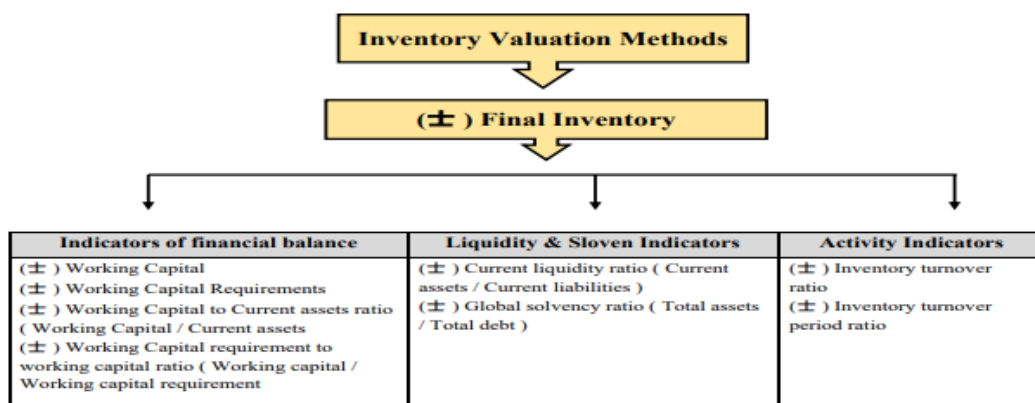 Inventory Valuation Methods
(±) Final Inventory
Indicators of financial balance
(±) Working Capital
(±) Working Capital Requirements
(±) Working Capital to Current assets ratio
( Working Capital / Current assets
(±) Working Capital requirement to
working capital ratio ( Working capital /
Working capital requirement
Liquidity & Sloven Indicators
(±) Current liquidity ratio ( Current
assets / Current liabilities )
(±) Global solvency ratio ( Total assets
/ Total debt )
Activity Indicators
(±) Inventory turnover
ratio
(±) Inventory turnover
period ratio